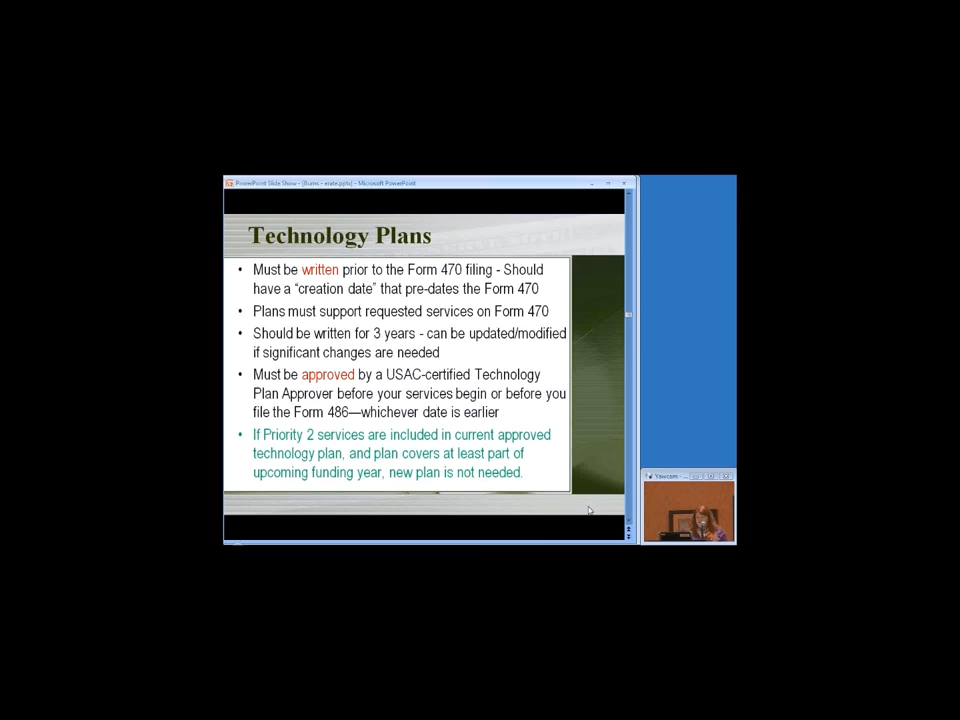 PowerPoint Slide Show - [Burns - erate.pptx] - Microsoft PowerPoint
Technology Plans
• Must be written prior to the Form 470 filing - Should
have a “creation date” that pre-dates the Form 470
• Plans must support requested services on Form 470
• Should be written for 3 years - can be updated/modified
if significant changes are needed
• Must be approved by a USAC-certified Technology
Plan Approver before your services begin or before you
file the Form 486—whichever date is earlier
• If Priority 2 services are included in current approved
technology plan, and plan covers at least part of
upcoming funding year, new plan is not needed.
Yawcam - ...